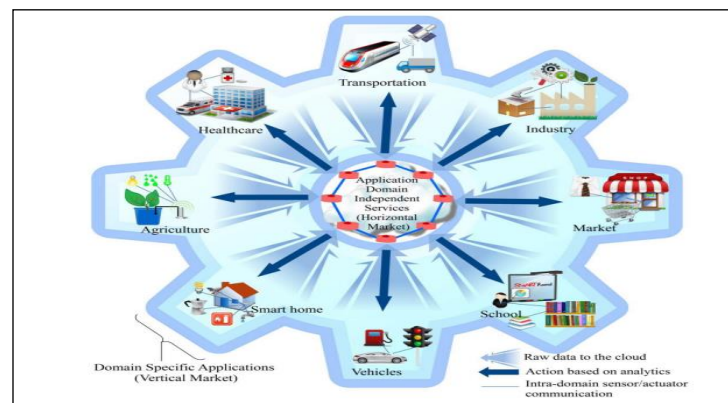 Transportation
Healthcare
Industry
Application
Domain
Independent
Services
(Horizontal
Market)
Agriculture
Market
Smart home
School
Vehicles
Domain Specific Applications
(Vertical Market)
Raw data to the cloud
Action based on analytics
Intra-domain sensor/actuator
communication